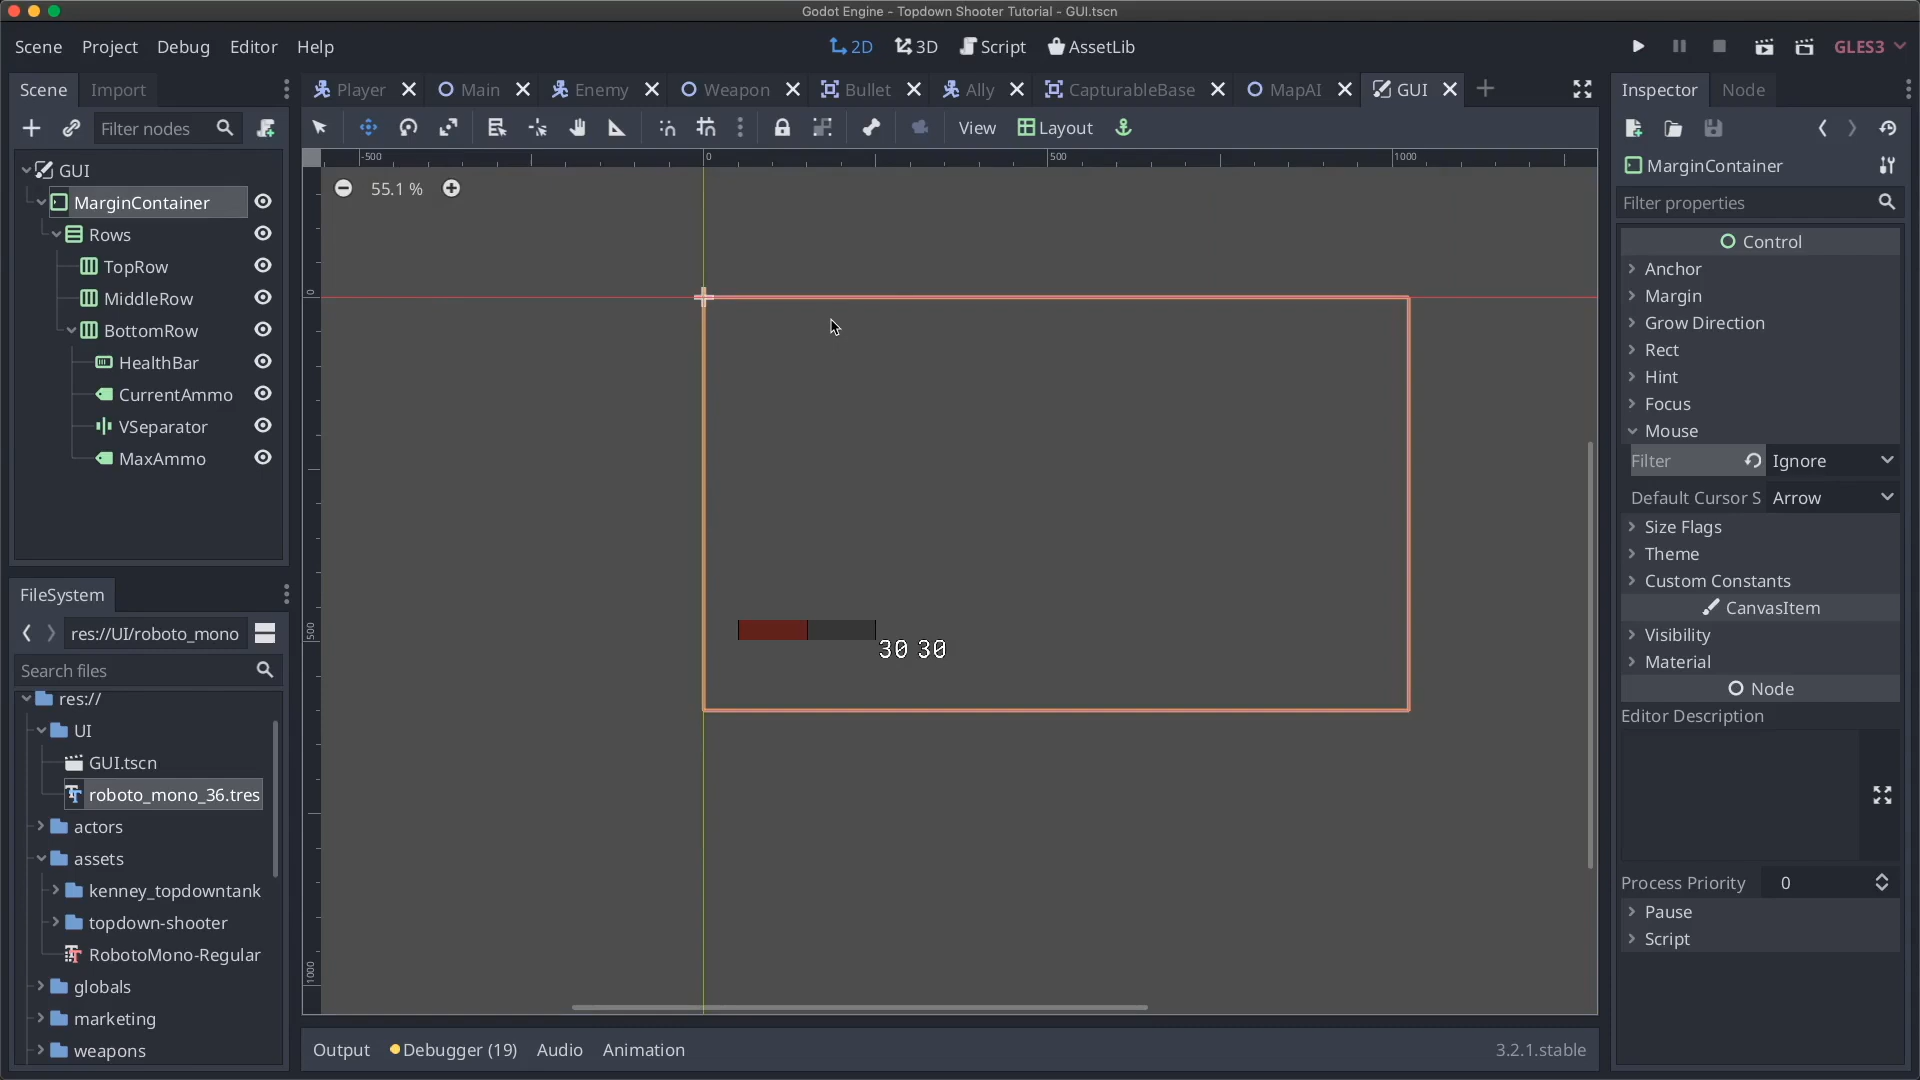 Godot Engine - Topdown Shooter Tutorial - GUI.tscn
Scene Project Debug Editor Help
2D 3D Script AssetLib
GLES3
Scene Import
Player Main Enemy Weapon Bullet Ally CapturableBase MapAI GUI
Inspector Node
Filter nodes
View Layout
-500 0 500 1000
0
500
1000
55.1 %
GUI
MarginContainer
Rows
TopRow
MiddleRow
BottomRow
HealthBar
CurrentAmmo
VSeparator
MaxAmmo
30 30
FileSystem
res://UI/roboto_mono
Search files
res://
UI
GUI.tscn
roboto_mono_36.tres
actors
assets
kenney_topdowntank
topdown-shooter
RobotoMono-Regular
globals
marketing
weapons
Output Debugger (19) Audio Animation
3.2.1.stable
MarginContainer
Filter properties
Control
Anchor
Margin
Grow Direction
Rect
Hint
Focus
Mouse
Filter Ignore
Default Cursor S Arrow
Size Flags
Theme
Custom Constants
CanvasItem
Visibility
Material
Node
Editor Description
Process Priority 0
Pause
Script